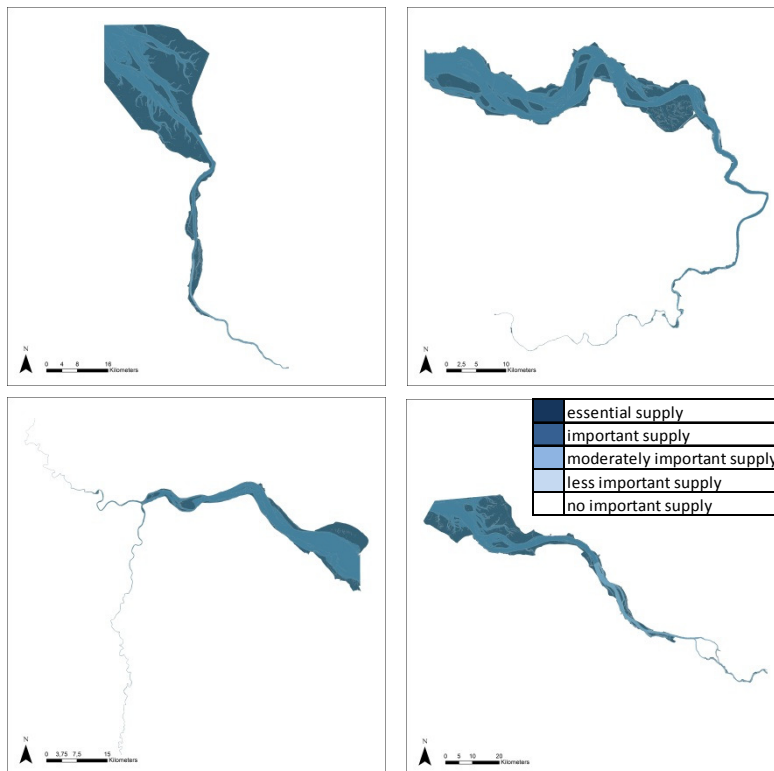 N
0 4 8 16
Kilometers
N
0 2,5 5 10
Kilometers
essential supply
important supply
moderately important supply
less important supply
no important supply
N
0 3,75 7,5 15
Kilometers
N
0 5 10 20
Kilometers